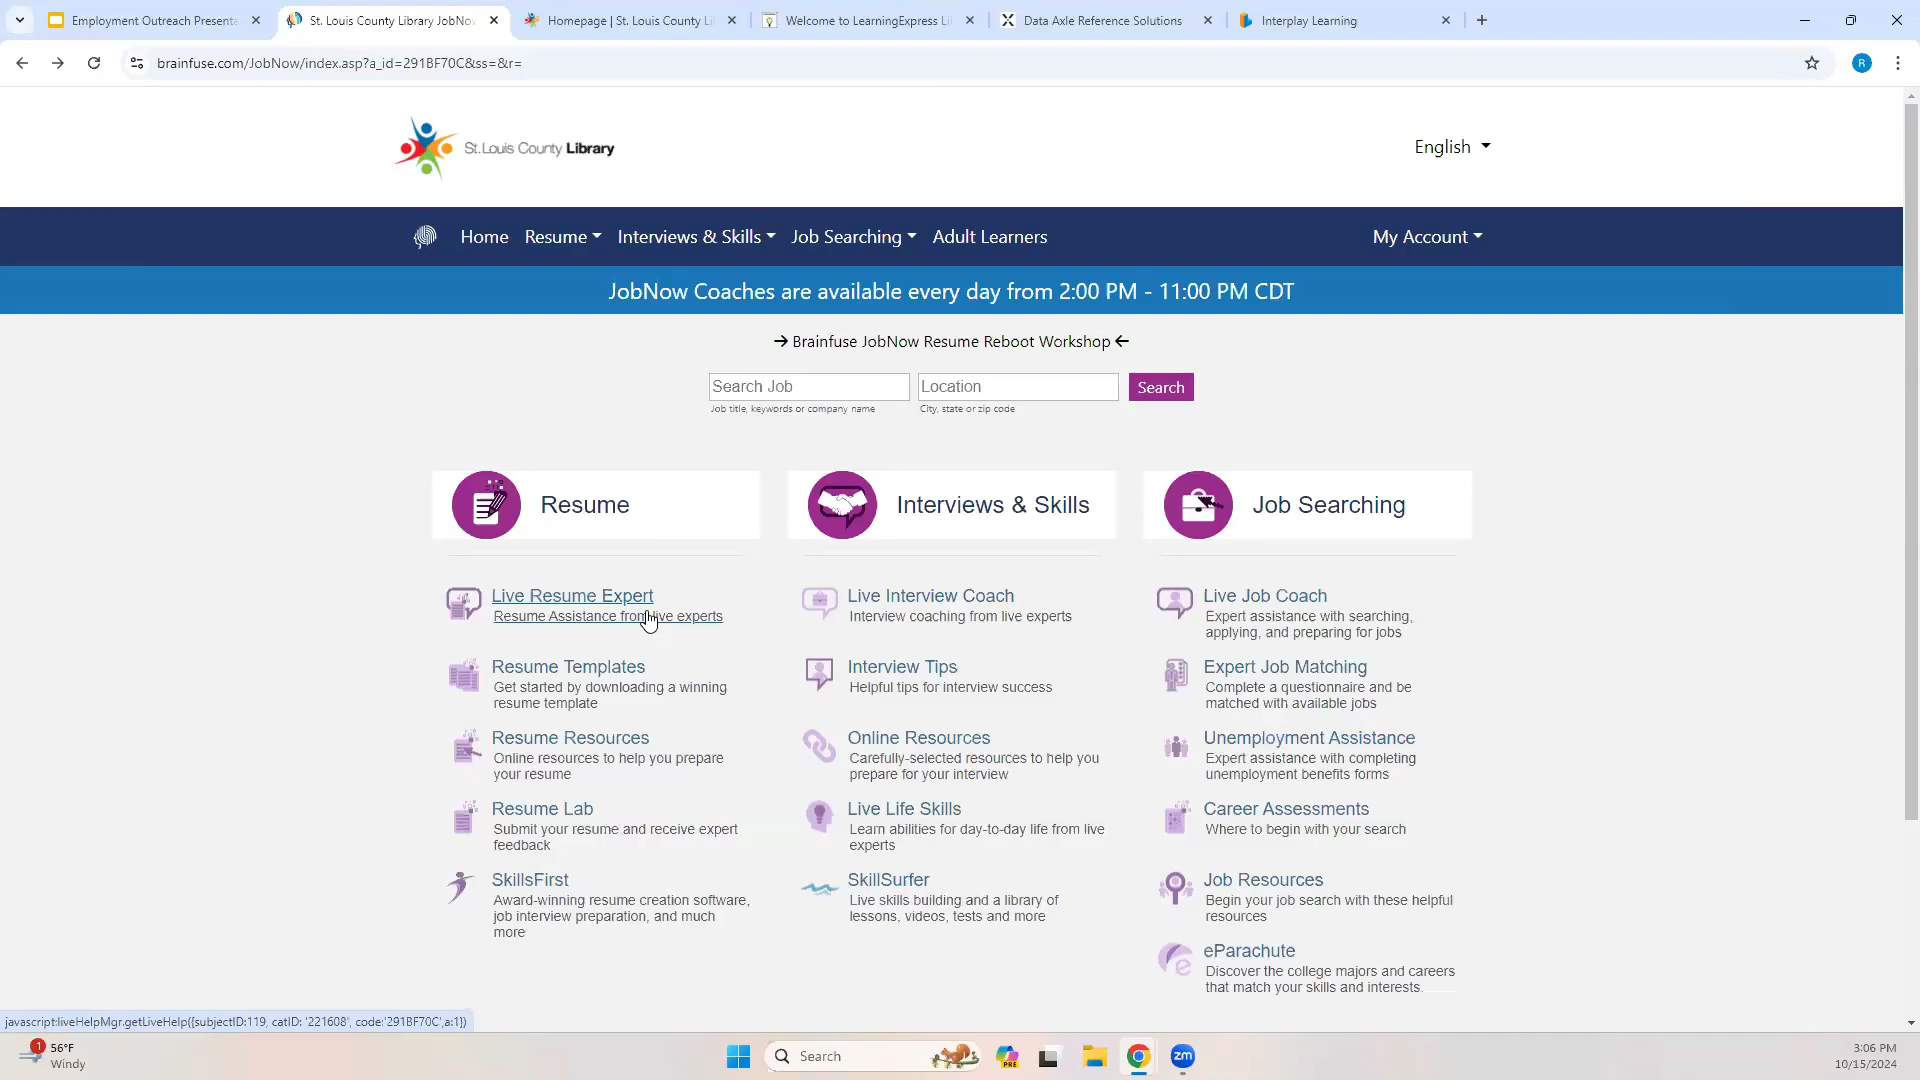 Employment Outreach Presenta
St. Louis County Library JobNow
Homepage | St. Louis County Li
Welcome to LearningExpress Li
Data Axle Reference Solutions
Interplay Learning
brainfuse.com/JobNow/index.asp?a_id=291BF70C&ss=&r=
R
St.Louis County Library
English
Home
Resume
Interviews & Skills
Job Searching
Adult Learners
My Account
JobNow Coaches are available every day from 2:00 PM - 11:00 PM CDT
→ Brainfuse JobNow Resume Reboot Workshop ←
Search Job
Location
Search
Job title, keywords or company name
City, state or zip code
Resume
Live Resume Expert
Resume Assistance from live experts
Resume Templates
Get started by downloading a winning
resume template
Resume Resources
Online resources to help you prepare
your resume
Resume Lab
Submit your resume and receive expert
feedback
SkillsFirst
Award-winning resume creation software,
job interview preparation, and much
more
Interviews & Skills
Live Interview Coach
Interview coaching from live experts
Interview Tips
Helpful tips for interview success
Online Resources
Carefully-selected resources to help you
prepare for your interview
Live Life Skills
Learn abilities for day-to-day life from live
experts
SkillSurfer
Live skills building and a library of
lessons, videos, tests and more
Job Searching
Live Job Coach
Expert assistance with searching,
applying, and preparing for jobs
Expert Job Matching
Complete a questionnaire and be
matched with available jobs
Unemployment Assistance
Expert assistance with completing
unemployment benefits forms
Career Assessments
Where to begin with your search
Job Resources
Begin your job search with these helpful
resources
eParachute
Discover the college majors and careers
that match your skills and interests.
javascript:liveHelpMgr.getLiveHelp({subjectID:119, catID: '221608', code:'291BF70C',a:1})
1
56°F
Windy
Search
PRE
zm
3:06 PM
10/15/2024